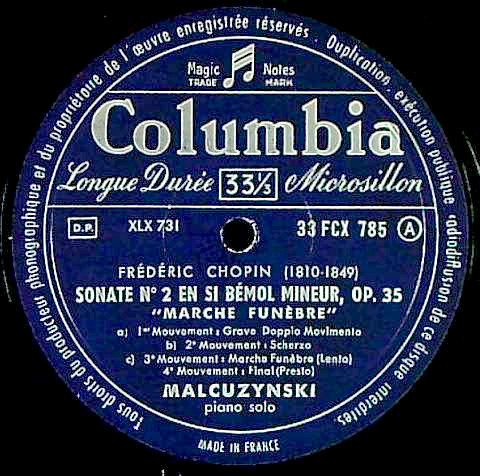 Tous droits du producteur phonographique et du propriétaire de l'œuvre enregistrée réservés. Duplication, exécution publique, radiodiffusion de ce disque interdites.
Magic Notes
TRADE MARK
Columbia
Longue Durée 33⅓ Microsillon
D.P. XLX 731 33 FCX 785 A
FRÉDÉRIC CHOPIN (1810-1849)
SONATE N° 2 EN SI BÉMOL MINEUR, OP. 35
"MARCHE FUNÈBRE"
a) 1er Mouvement : Grave Doppio Movimento
b) 2e Mouvement : Scherzo
c) 3e Mouvement : Marche Funèbre (Lento)
4e Mouvement : Final (Presto)
MALCUZYNSKI
piano solo
MADE IN FRANCE